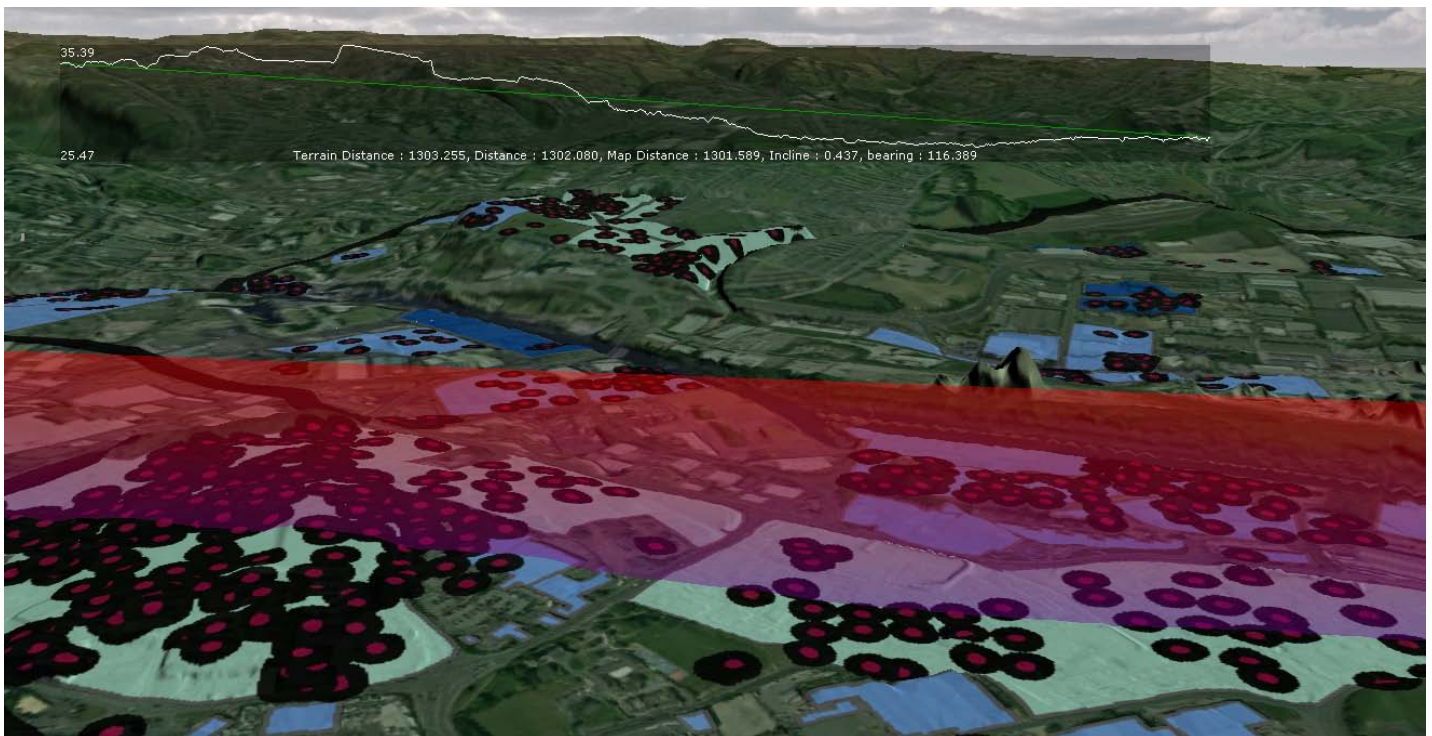 35.39
25.47
Terrain Distance : 1303.255, Distance : 1302.080, Map Distance : 1301.589, Incline : 0.437, bearing : 116.389